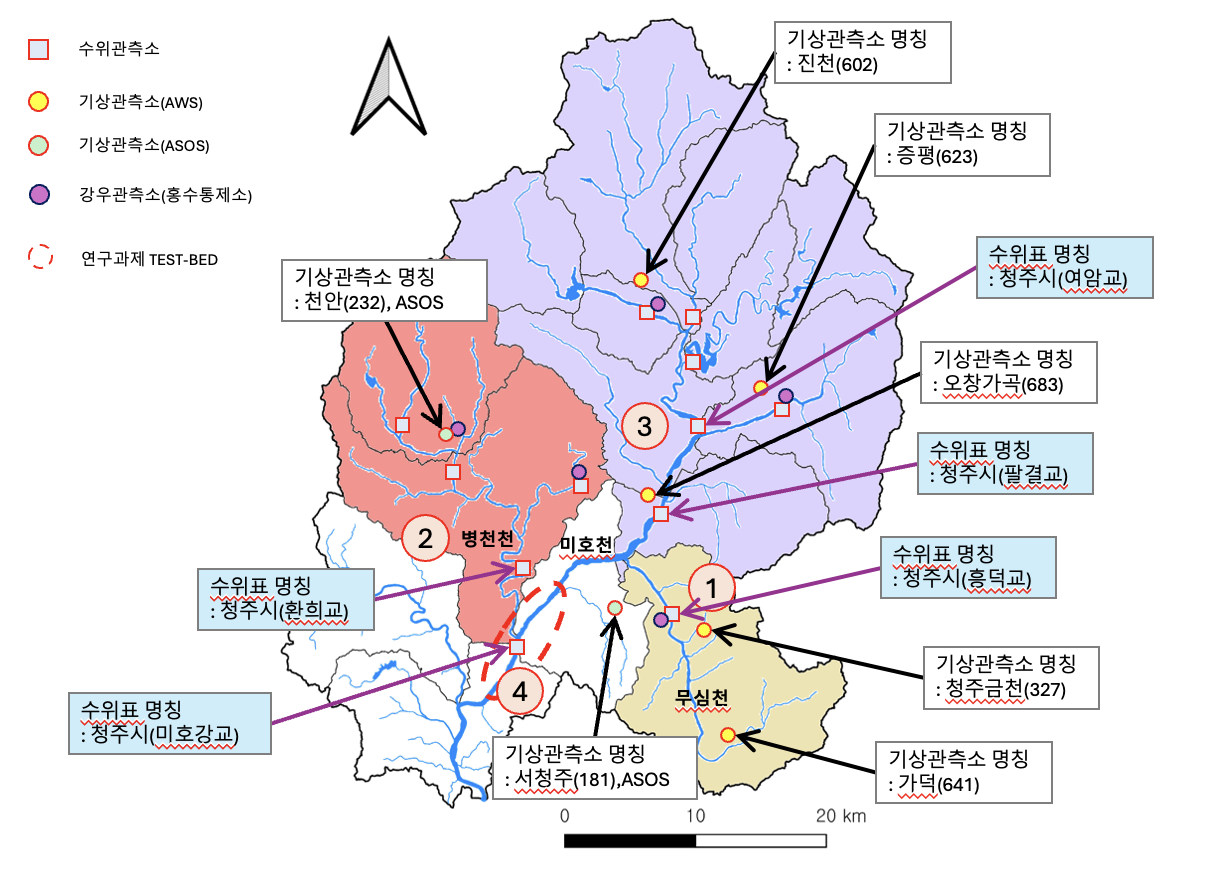 수위관측소
기상관측소(AWS)
기상관측소(ASOS)
강우관측소(홍수통제소)
연구과제 TEST-BED
기상관측소 명칭
: 진천(602)
기상관측소 명칭
: 증평(623)
수위표 명칭
: 청주시(여암교)
기상관측소 명칭
: 천안(232), ASOS
기상관측소 명칭
: 오창가곡(683)
3
수위표 명칭
: 청주시(팔결교)
2
병천천
미호천
수위표 명칭
: 청주시(흥덕교)
1
수위표 명칭
: 청주시(환희교)
기상관측소 명칭
: 청주금천(327)
4
무심천
수위표 명칭
: 청주시(미호강교)
기상관측소 명칭
: 서청주(181),ASOS
기상관측소 명칭
: 가덕(641)
0 10 20 km